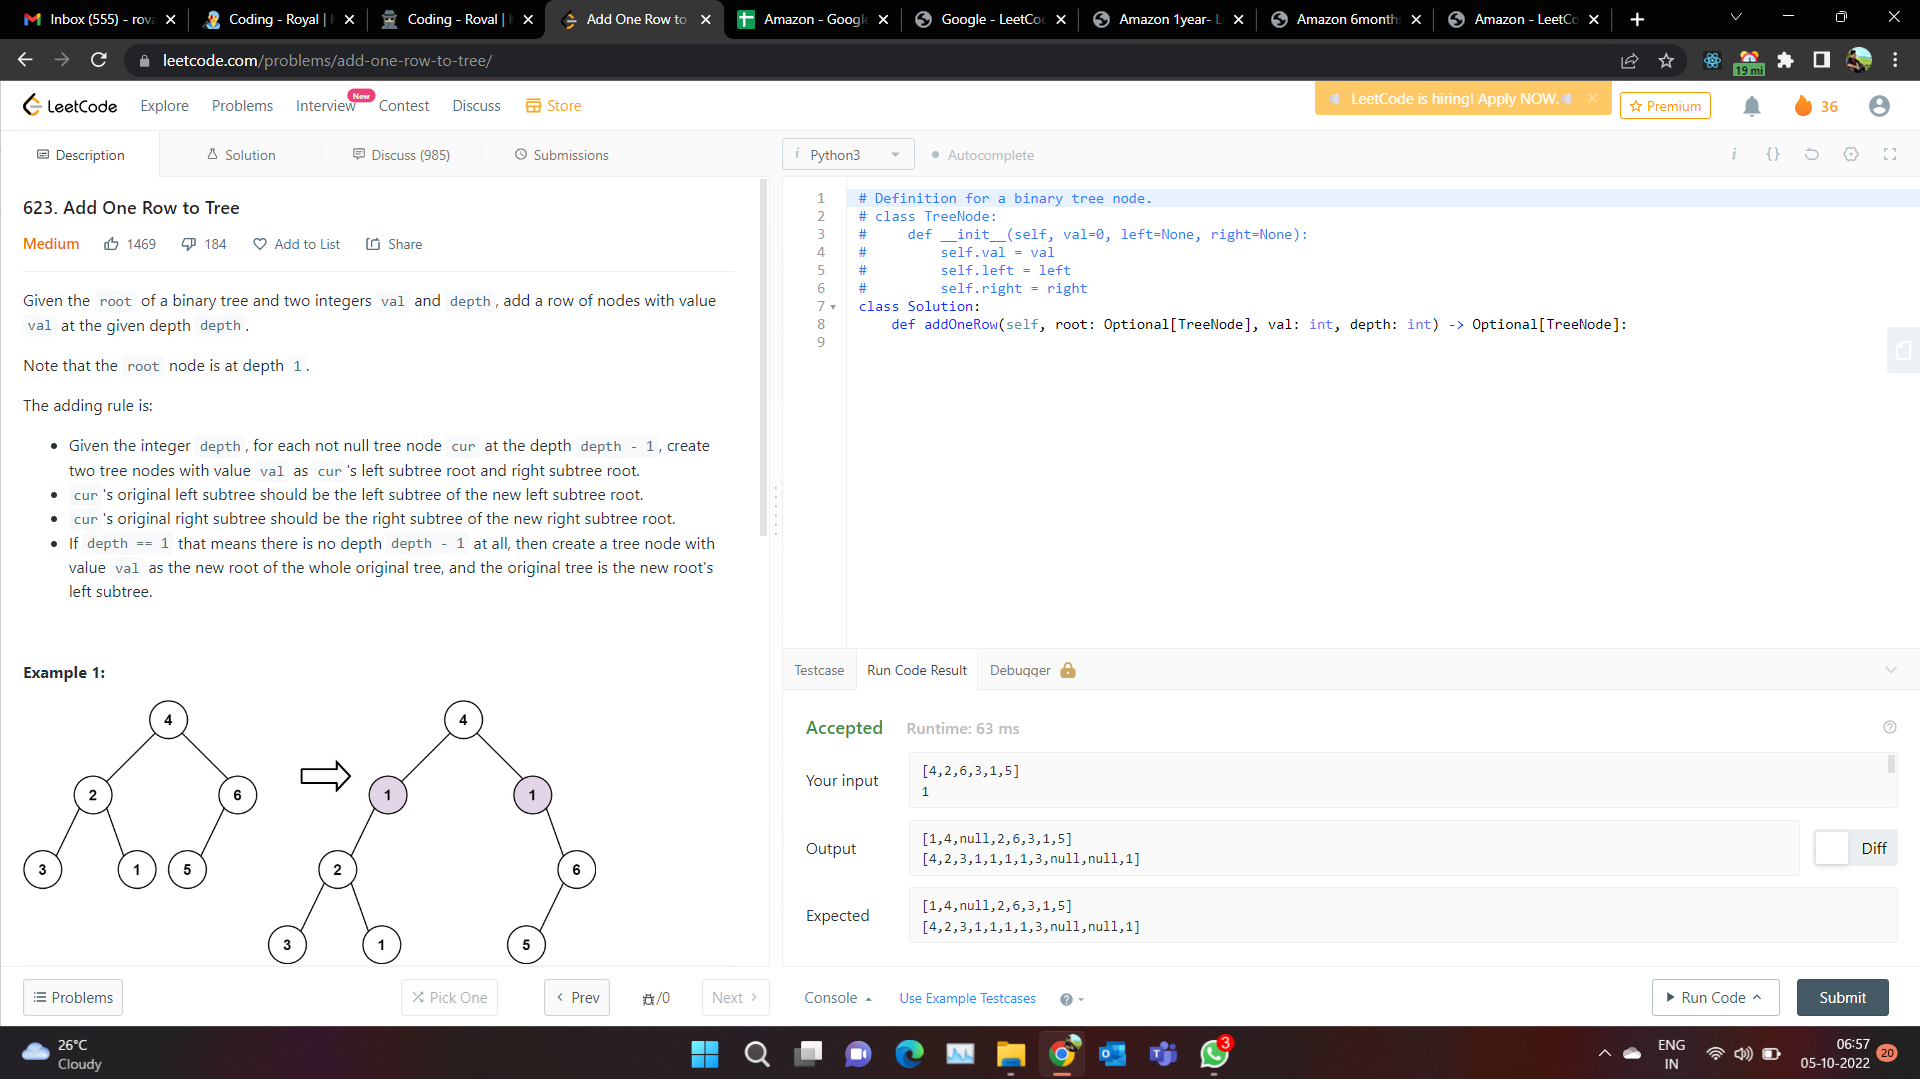 Inbox (555) - rova
Coding - Royal | K
Coding - Royal | K
Add One Row to
Amazon - Google
Google - LeetCo
Amazon 1year- L
Amazon 6month
Amazon - LeetCo
leetcode.com/problems/add-one-row-to-tree/
19 mi
LeetCode
Explore
Problems
Interview
New
Contest
Discuss
Store
LeetCode is hiring! Apply NOW.
Premium
36
Description
Solution
Discuss (985)
Submissions
i Python3
Autocomplete
623. Add One Row to Tree
Medium
1469
184
Add to List
Share
Given the root of a binary tree and two integers val and depth, add a row of nodes with value
val at the given depth depth.
Note that the root node is at depth 1.
The adding rule is:
• Given the integer depth, for each not null tree node cur at the depth depth - 1, create
two tree nodes with value val as cur's left subtree root and right subtree root.
• cur's original left subtree should be the left subtree of the new left subtree root.
• cur's original right subtree should be the right subtree of the new right subtree root.
• If depth == 1 that means there is no depth depth - 1 at all, then create a tree node with
value val as the new root of the whole original tree, and the original tree is the new root's
left subtree.
Example 1:
4
4
2
6
1
1
3
1
5
2
6
3
1
5
1 # Definition for a binary tree node.
2 # class TreeNode:
3 #     def __init__(self, val=0, left=None, right=None):
4 #         self.val = val
5 #         self.left = left
6 #         self.right = right
7 class Solution:
8     def addOneRow(self, root: Optional[TreeNode], val: int, depth: int) -> Optional[TreeNode]:
9
Testcase
Run Code Result
Debugger
Accepted
Runtime: 63 ms
Your input
[4,2,6,3,1,5]
1
Output
[1,4,null,2,6,3,1,5]
[4,2,3,1,1,1,1,3,null,null,1]
Diff
Expected
[1,4,null,2,6,3,1,5]
[4,2,3,1,1,1,1,3,null,null,1]
Problems
Pick One
Prev
/0
Next
Console
Use Example Testcases
Run Code
Submit
26°C
Cloudy
3
ENG
IN
06:57
05-10-2022
20